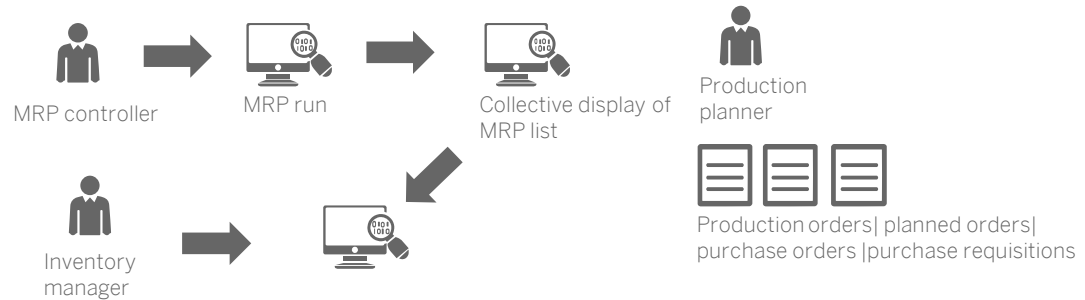 MRP controller
MRP run
Collective display of
MRP list
Production
planner
Inventory
manager
Production orders| planned orders|
purchase orders |purchase requisitions